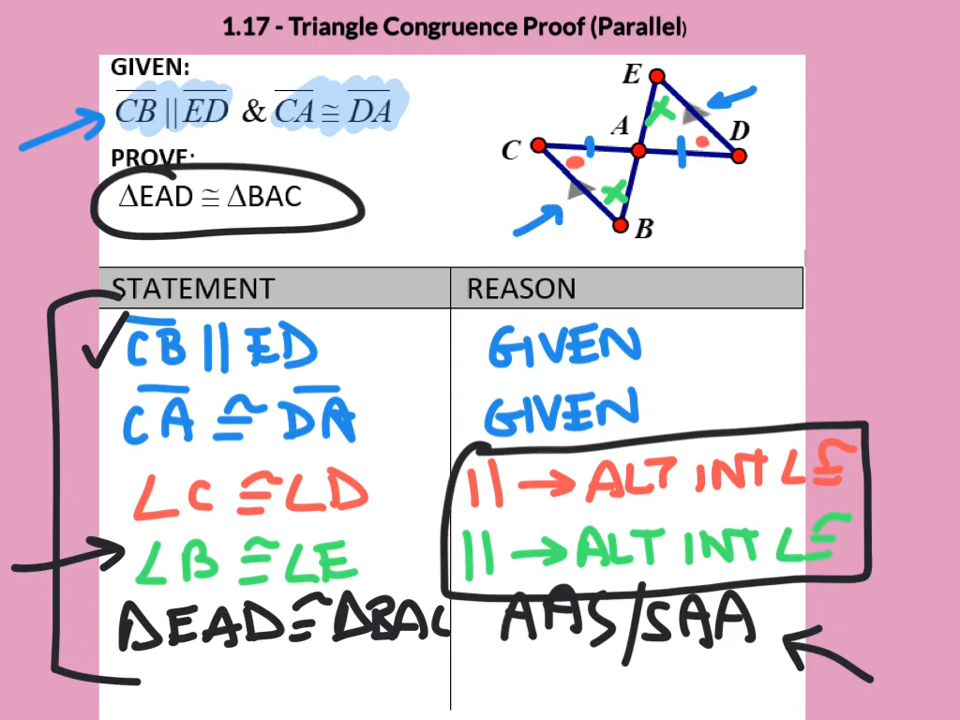 1.17 - Triangle Congruence Proof (Parallel)
GIVEN:
CB || ED & CA ≅ DA
PROVE:
ΔEAD ≅ ΔBAC
E
A
D
C
B
STATEMENT REASON
CB || ED GIVEN
CA ≅ DA GIVEN
∠C ≅ ∠D || → ALT INT ∠ ≅
∠B ≅ ∠E || → ALT INT ∠ ≅
ΔEAD ≅ ΔBAC AAS/SAA